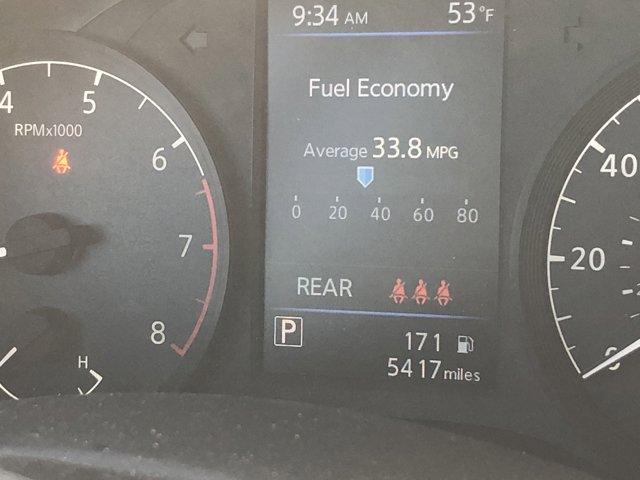 9:34 AM 53°F
Fuel Economy
4 5 6 7 8
RPMx1000
Average 33.8 MPG
0 20 40 60 80
REAR
P
171
5417 miles
H
40
20
0